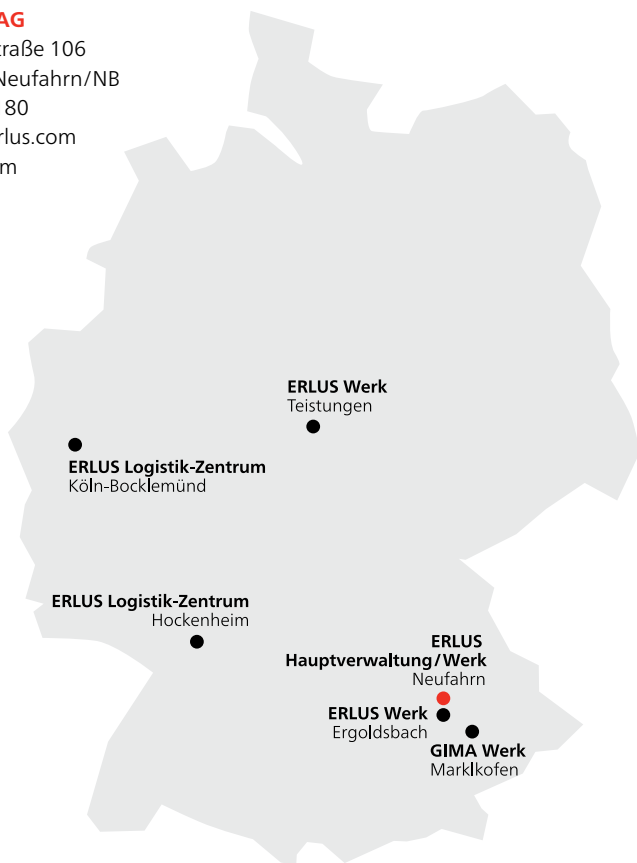 AG
traße 106
Neufahrn/NB
80
rlus.com
m
ERLUS Werk
Teistungen
ERLUS Logistik-Zentrum
Köln-Bocklemünd
ERLUS Logistik-Zentrum
Hockenheim
ERLUS
Hauptverwaltung/Werk
Neufahrn
ERLUS Werk
Ergoldsbach
GIMA Werk
Marklkofen